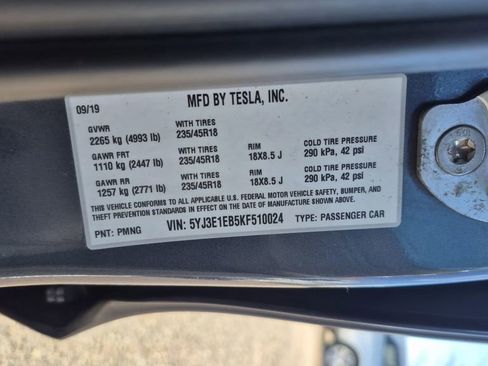 09/19 MFD BY TESLA, INC.
GVWR WITH TIRES
2265 kg (4993 lb) 235/45R18
GAWR FRT WITH TIRES RIM COLD TIRE PRESSURE
1110 kg (2447 lb) 235/45R18 18X8.5 J 290 kPa, 42 psi
GAWR RR WITH TIRES RIM COLD TIRE PRESSURE
1257 kg (2771 lb) 235/45R18 18X8.5 J 290 kPa, 42 psi
THIS VEHICLE CONFORMS TO ALL APPLICABLE U.S. FEDERAL MOTOR VEHICLE SAFETY, BUMPER, AND
THEFT PREVENTION STANDARDS IN EFFECT ON THE DATE OF MANUFACTURE SHOWN ABOVE.
PNT: PMNG VIN: 5YJ3E1EB5KF510024 TYPE: PASSENGER CAR